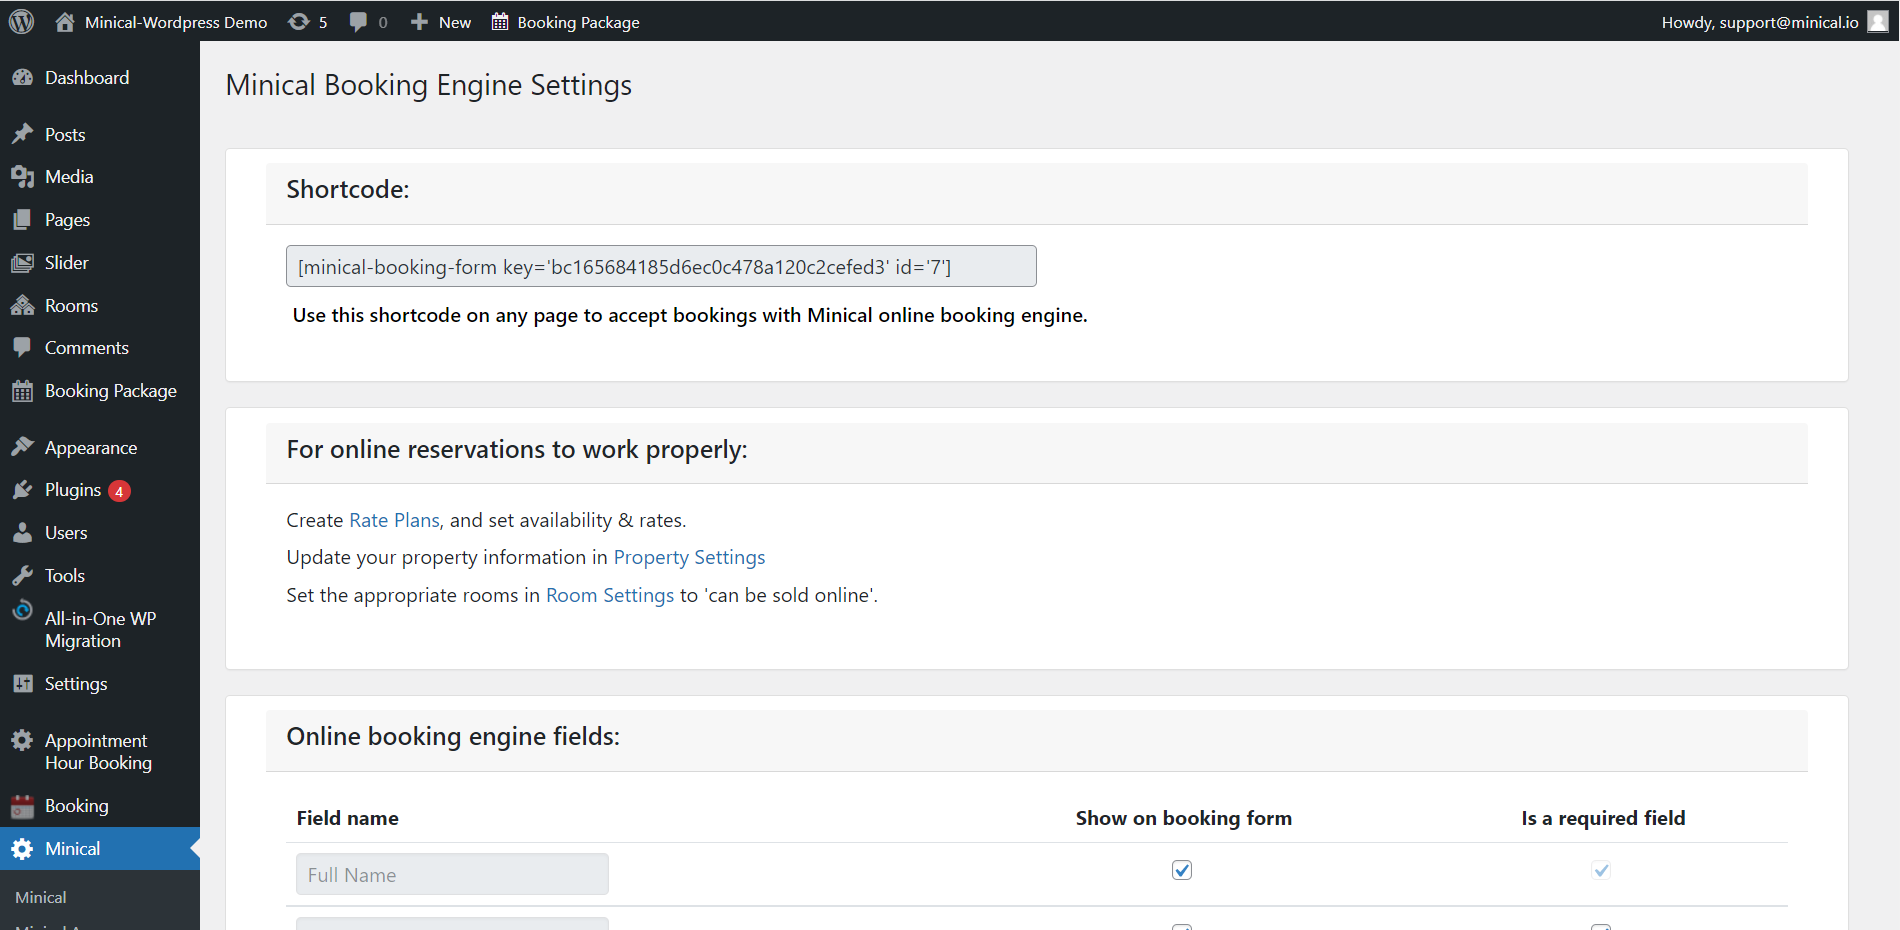 Minical-Wordpress Demo 5 0 New Booking Package Howdy, support@minical.io
Dashboard
Posts
Media
Pages
Slider
Rooms
Comments
Booking Package
Appearance
Plugins 4
Users
Tools
All-in-One WP
Migration
Settings
Appointment
Hour Booking
Booking
Minical
Minical
Minical Booking Engine Settings
Shortcode:
[minical-booking-form key='bc165684185d6ec0c478a120c2cefed3' id='7']
Use this shortcode on any page to accept bookings with Minical online booking engine.
For online reservations to work properly:
Create Rate Plans, and set availability & rates.
Update your property information in Property Settings
Set the appropriate rooms in Room Settings to 'can be sold online'.
Online booking engine fields:
Field name Show on booking form Is a required field
Full Name